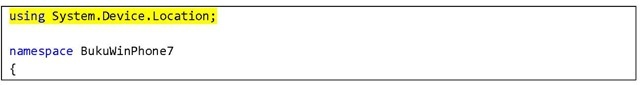 using System.Device.Location;
namespace BukuWinPhone7
{